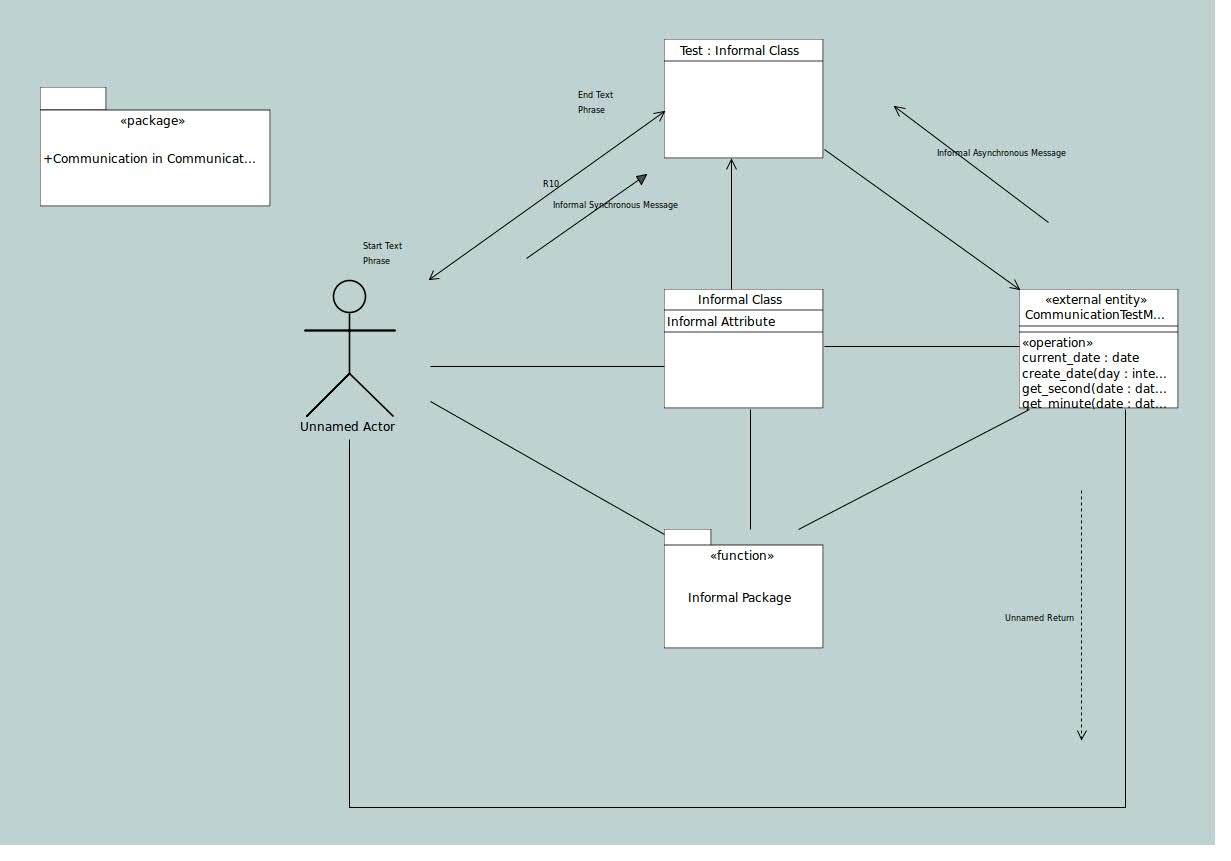 Test : Informal Class
«package»
+Communication in Communicat...
End Text
Phrase
R10
Informal Synchronous Message
Informal Asynchronous Message
Start Text
Phrase
Unnamed Actor
Informal Class
Informal Attribute
«external entity»
CommunicationTestM...
«operation»
current_date : date
create_date(day : inte...
get_second(date : dat...
get_minute(date : dat...
«function»
Informal Package
Unnamed Return